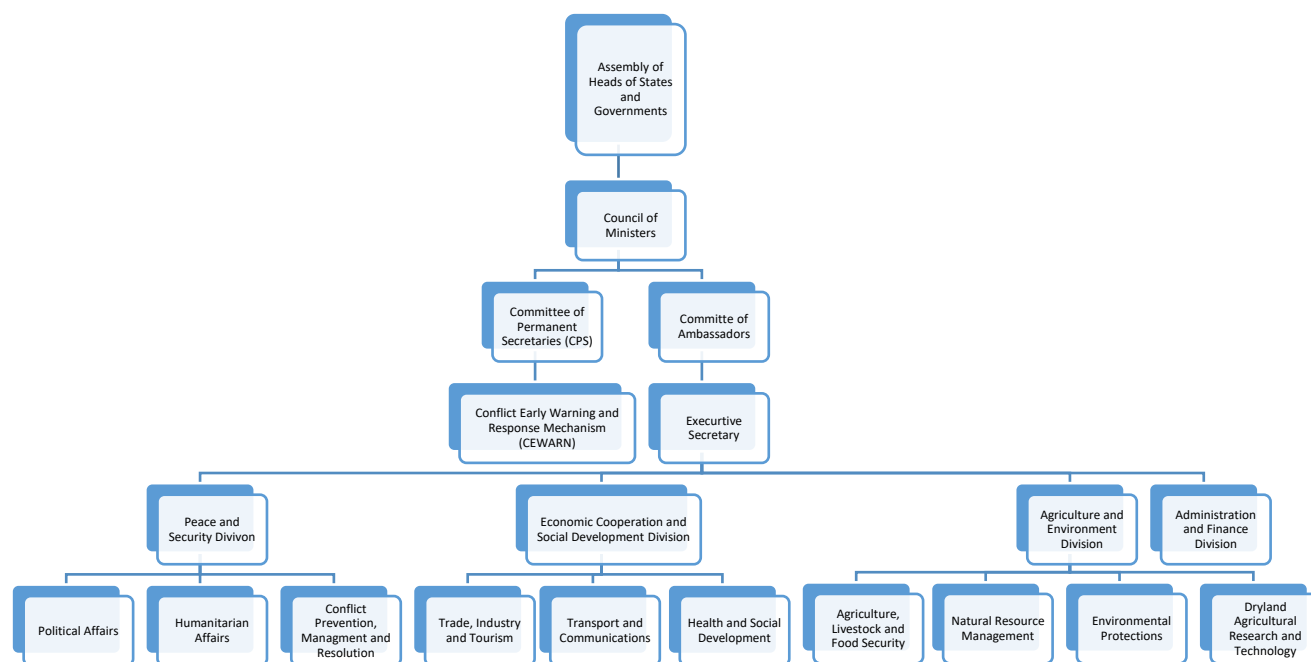 Assembly of
Heads of States
and
Governments
Council of
Ministers
Committee of
Permanent
Secretaries (CPS)
Committe of
Ambassadors
Conflict Early Warning and
Response Mechanism
(CEWARN)
Execurtive
Secretary
Peace and
Security Divivon
Economic Cooperation and
Social Development Division
Agriculture and
Environment
Division
Administration
and Finance
Division
Political Affairs
Humanitarian
Affairs
Conflict
Prevention,
Managment and
Resolution
Trade, Industry
and Tourism
Transport and
Communications
Health and Social
Development
Agriculture,
Livestock and
Food Security
Natural Resource
Management
Environmental
Protections
Dryland
Agricultural
Research and
Technology